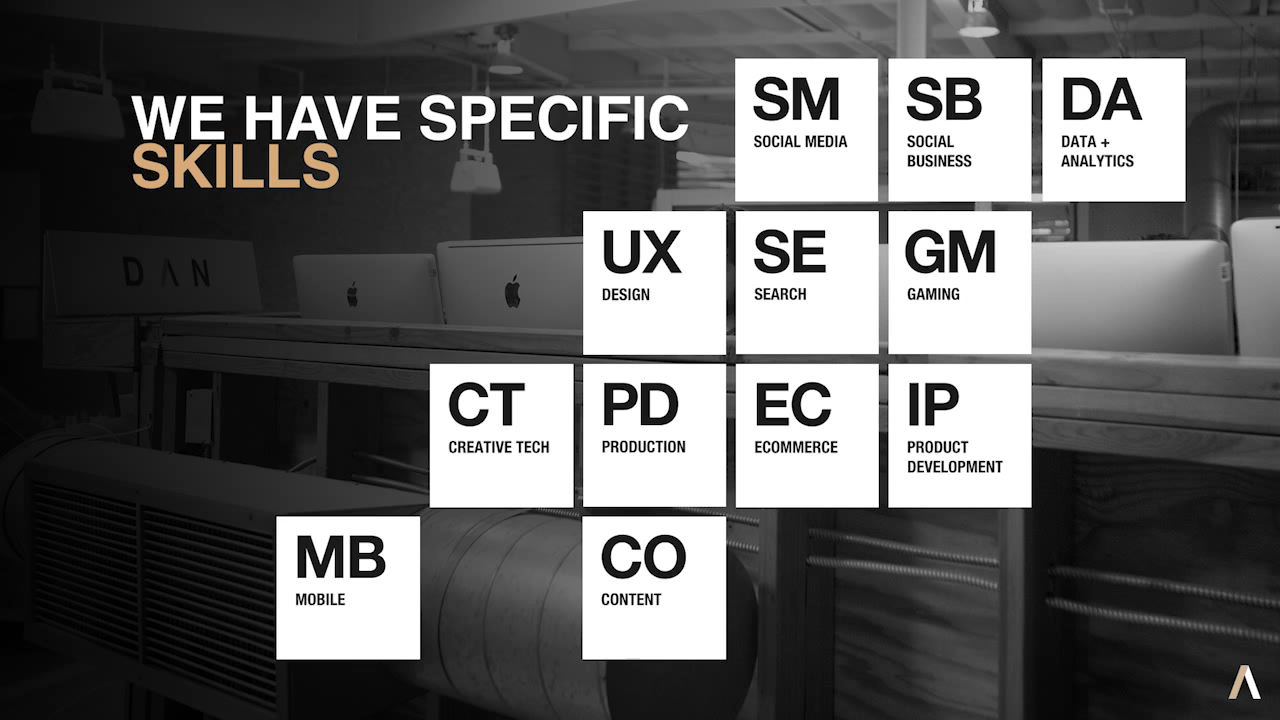 WE HAVE SPECIFIC
SKILLS
SM
SOCIAL MEDIA
SB
SOCIAL
BUSINESS
DA
DATA +
ANALYTICS
UX
DESIGN
SE
SEARCH
GM
GAMING
DAN
CT
CREATIVE TECH
PD
PRODUCTION
EC
ECOMMERCE
IP
PRODUCT
DEVELOPMENT
MB
MOBILE
CO
CONTENT